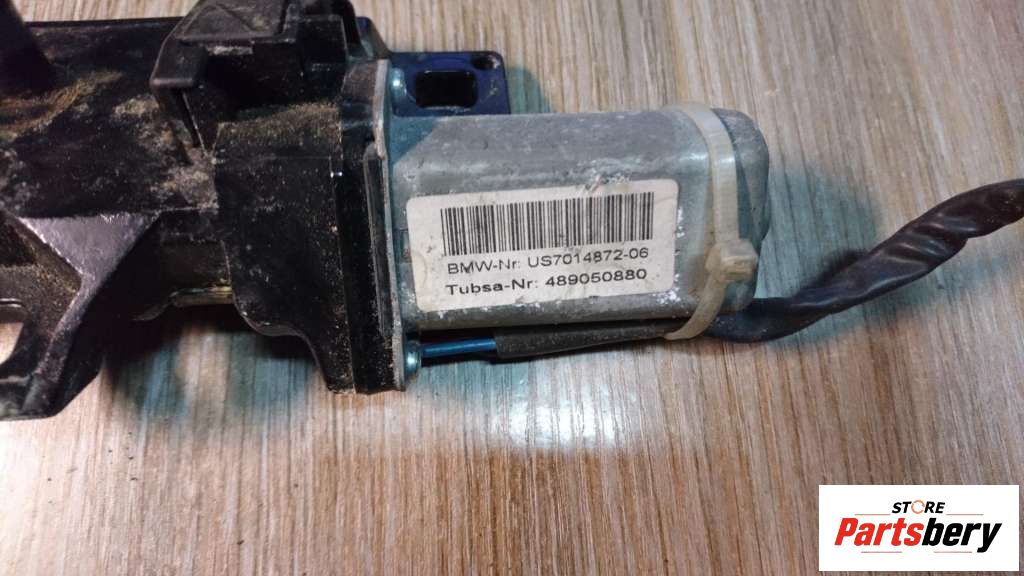 BMW-Nr: US7014872-06
Tubsa-Nr: 489050880
STORE
Partsbery